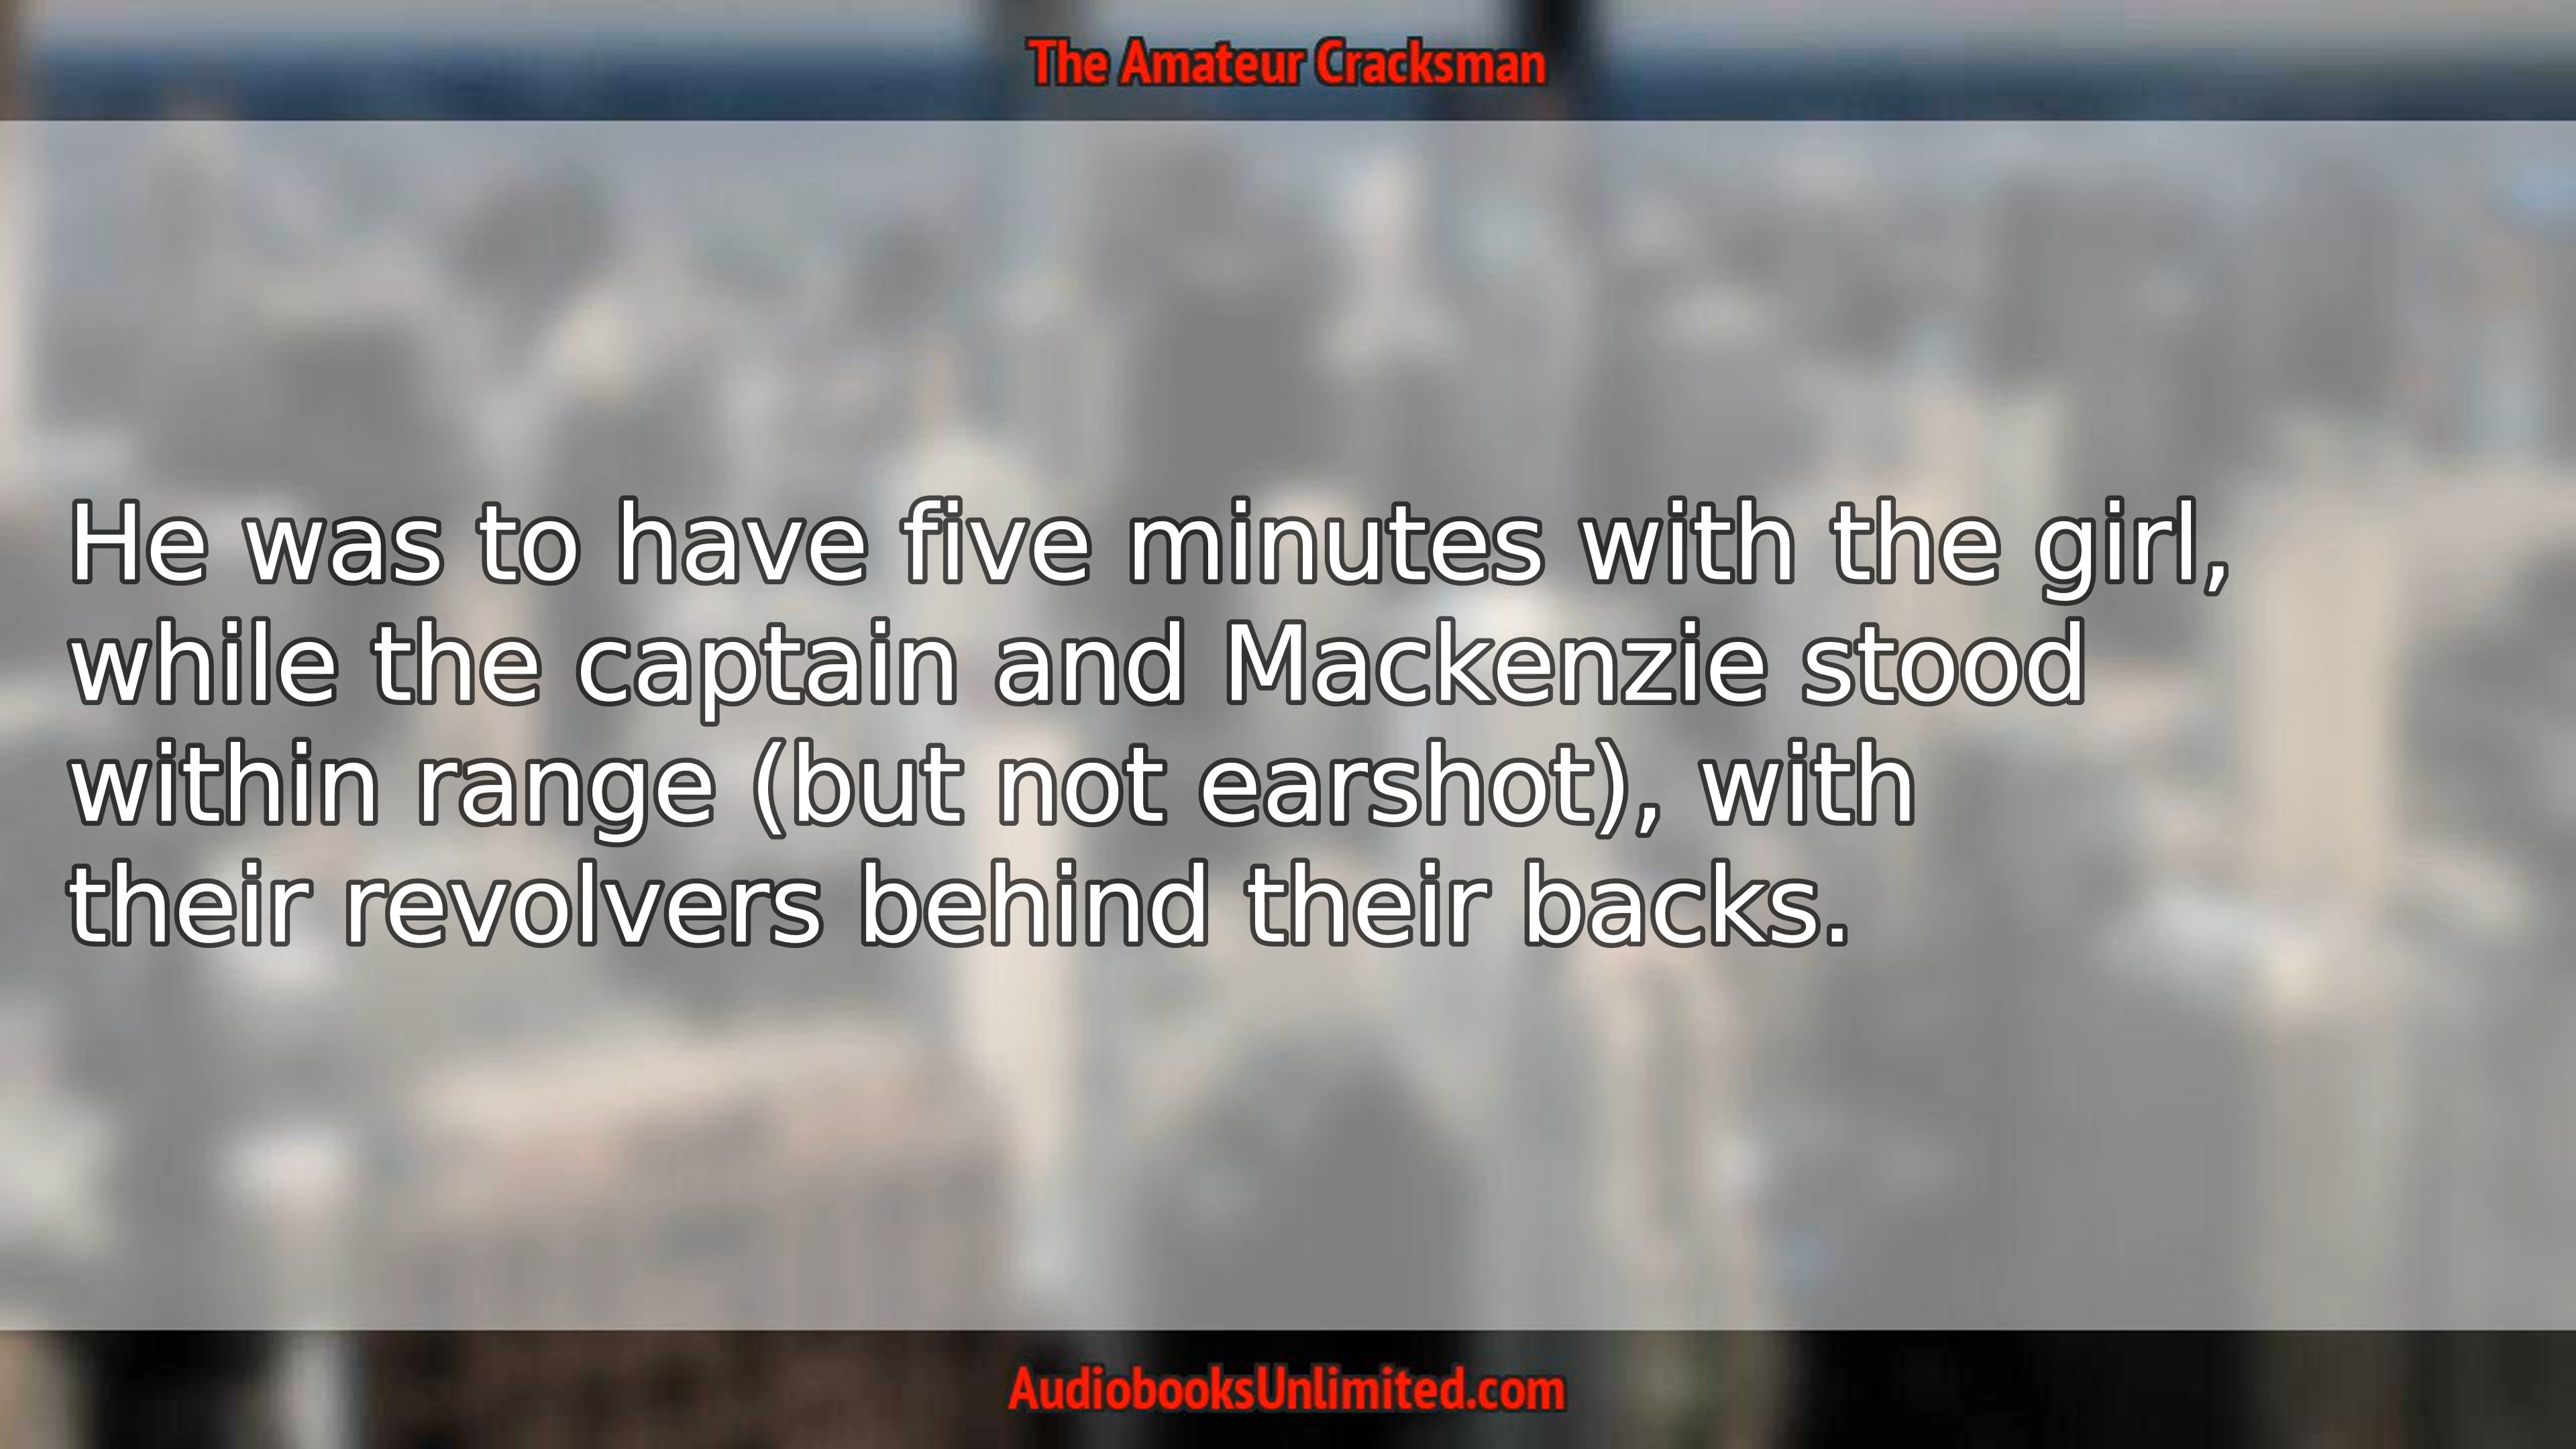 The Amateur Cracksman
He was to have five minutes with the girl,
while the captain and Mackenzie stood
within range (but not earshot), with
their revolvers behind their backs.
AudiobooksUnlimited.com